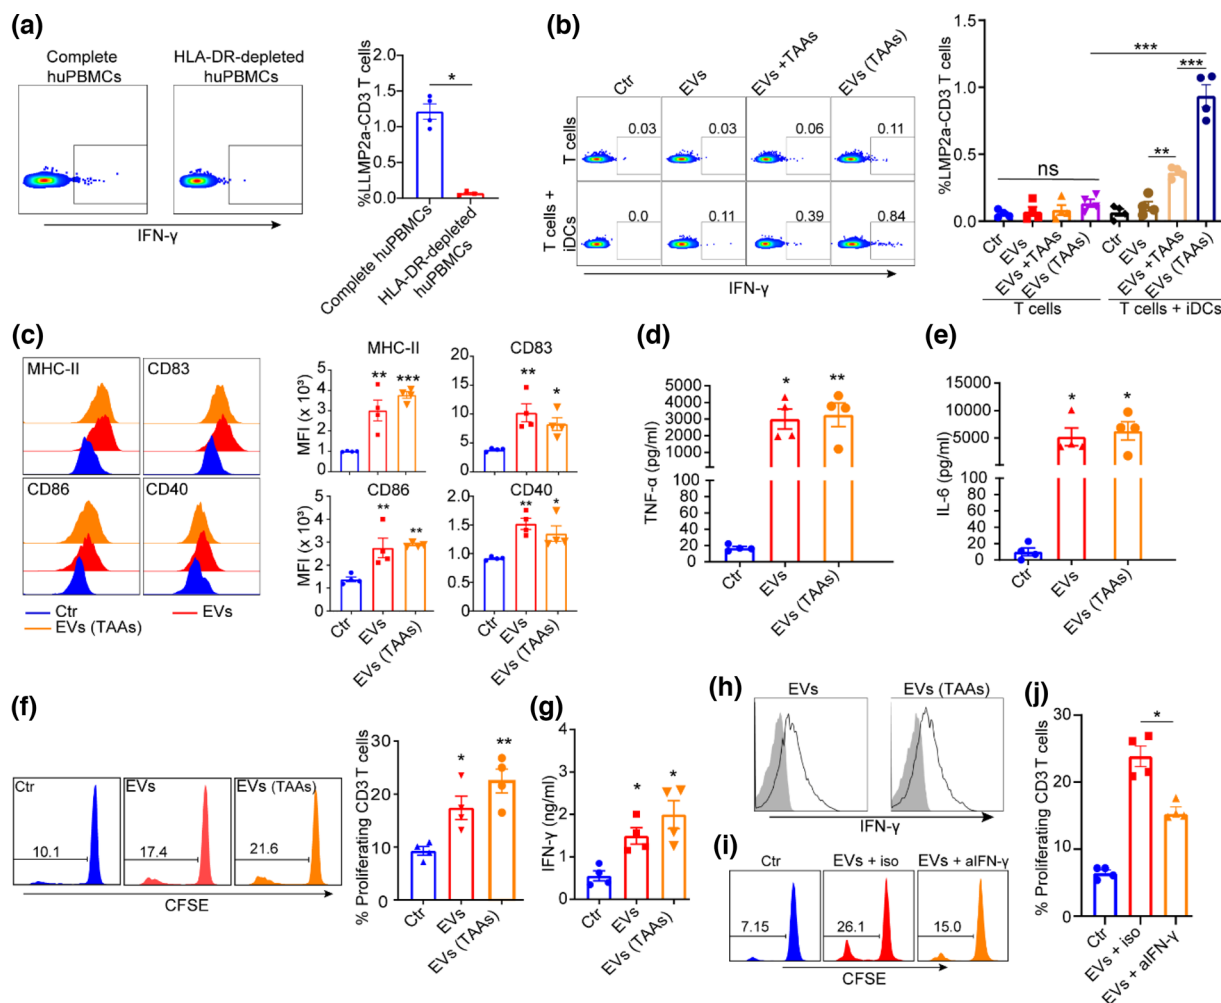 (a)
Complete
huPBMCs
HLA-DR-depleted
huPBMCs
IFN-γ
%LLMP2a-CD3 T cells
2.0
1.5
1.0
0.5
0.0
*
Complete huPBMCs
HLA-DR-depleted
huPBMCs
(b)
Ctr
EVs
EVs +TAAs
EVs (TAAs)
T cells
0.03
0.03
0.06
0.11
T cells +
iDCs
0.0
0.11
0.39
0.84
IFN-γ
%LMP2a-CD3 T cells
1.5
1.0
0.5
0.0
ns
**
***
***
Ctr
EVs
EVs +TAAs
EVs (TAAs)
Ctr
EVs
EVs +TAAs
EVs (TAAs)
T cells
T cells + iDCs
(c)
MHC-II
CD83
CD86
CD40
Ctr
EVs
EVs (TAAs)
MHC-II
MFI (x 10³)
5
4
3
2
1
0
**
***
CD83
20
15
10
5
0
**
*
CD86
MFI (x 10³)
5
4
3
2
1
0
**
**
Ctr
EVs
EVs (TAAs)
CD40
2.0
1.5
1.0
0.5
0.0
**
*
Ctr
EVs
EVs (TAAs)
(d)
TNF-α (pg/ml)
5000
4000
3000
2000
1000
100
80
60
40
20
0
*
**
Ctr
EVs
EVs (TAAs)
(e)
IL-6 (pg/ml)
15000
10000
5000
100
80
60
40
20
0
*
*
Ctr
EVs
EVs (TAAs)
(f)
Ctr
10.1
EVs
17.4
EVs (TAAs)
21.6
CFSE
% Proliferating CD3 T cells
30
20
10
0
*
**
Ctr
EVs
EVs (TAAs)
(g)
IFN-γ (ng/ml)
4
3
2
1
0
*
*
Ctr
EVs
EVs (TAAs)
(h)
EVs
EVs (TAAs)
IFN-γ
(i)
Ctr
7.15
EVs + iso
26.1
EVs + aIFN-γ
15.0
CFSE
(j)
% Proliferating CD3 T cells
30
20
10
0
*
Ctr
EVs + iso
EVs + aIFN-γ